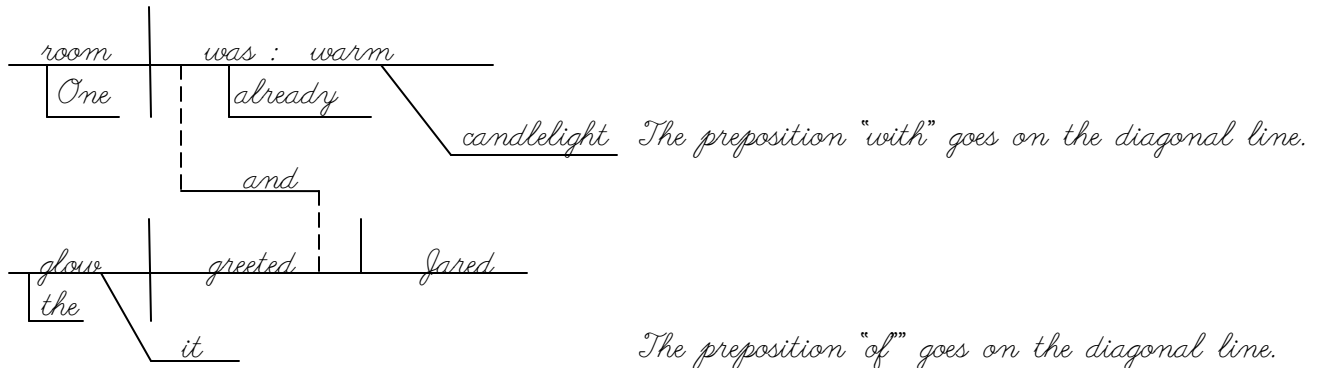 room was : warm
One already
candlelight The preposition “with” goes on the diagonal line.
and
glow greeted Jared
the
it The preposition “of”” goes on the diagonal line.